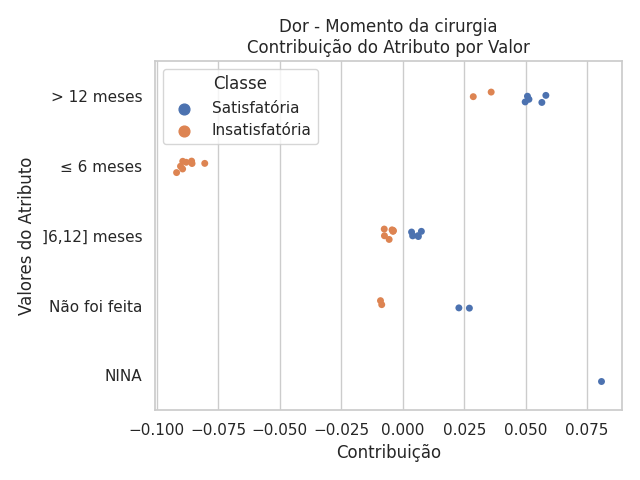 Dor - Momento da cirurgia
Contribuição do Atributo por Valor
Classe
Satisfatória
Insatisfatória
Valores do Atributo
> 12 meses
≤ 6 meses
]6,12] meses
Não foi feita
NINA
−0.100 −0.075 −0.050 −0.025 0.000 0.025 0.050 0.075
Contribuição